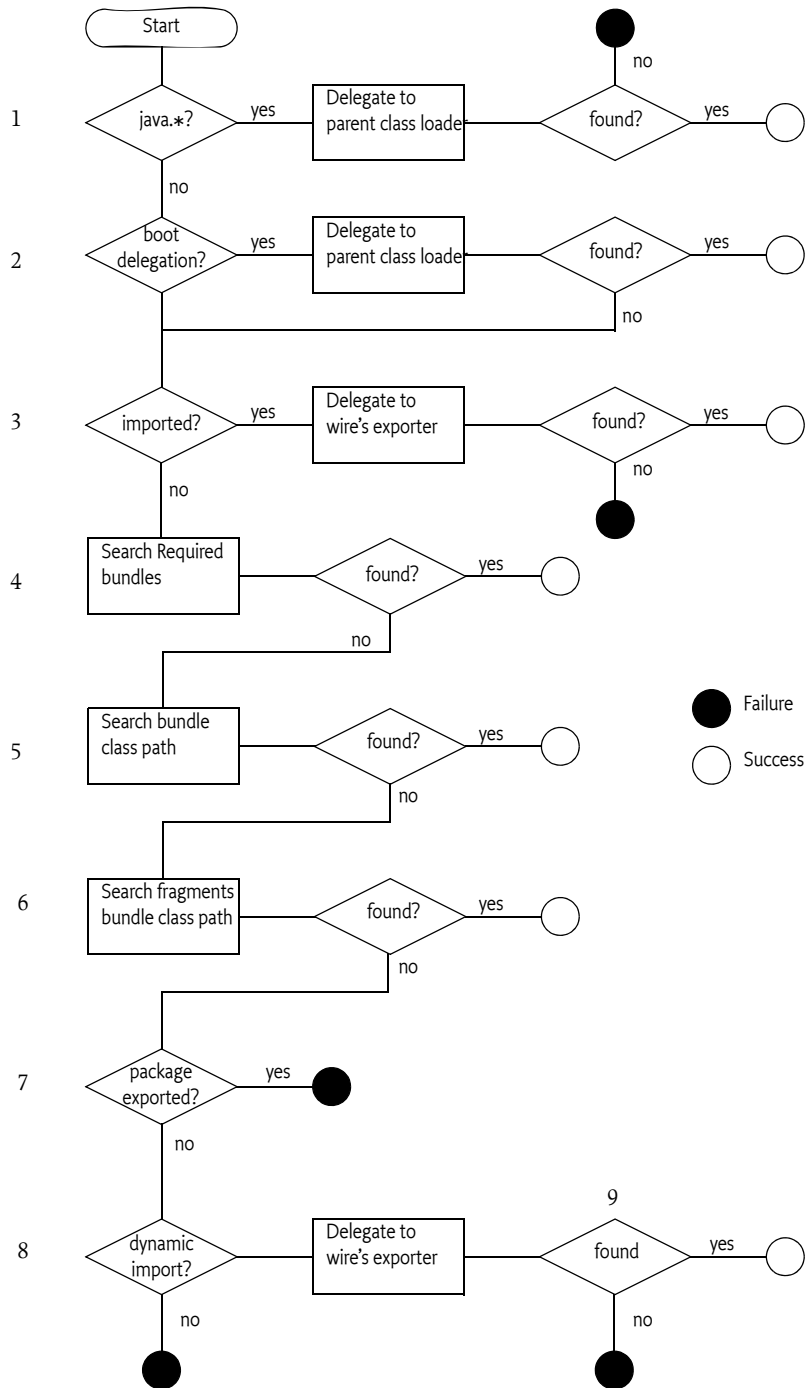 Start
no
1
java.*?
yes
Delegate to
parent class loader
found?
yes
no
2
boot
delegation?
yes
Delegate to
parent class loader
found?
yes
no
3
imported?
yes
Delegate to
wire's exporter
found?
yes
no
no
4
Search Required
bundles
found?
yes
no
5
Search bundle
class path
found?
yes
no
Failure
Success
6
Search fragments
bundle class path
found?
yes
no
7
package
exported?
yes
no
9
8
dynamic
import?
Delegate to
wire's exporter
found
yes
no
no